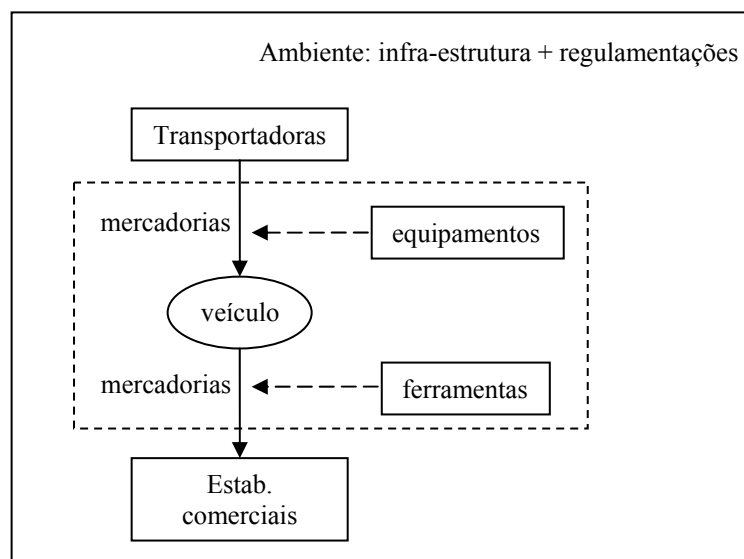 Ambiente: infra-estrutura + regulamentações
Transportadoras
mercadorias
equipamentos
veículo
mercadorias
ferramentas
Estab.
comerciais